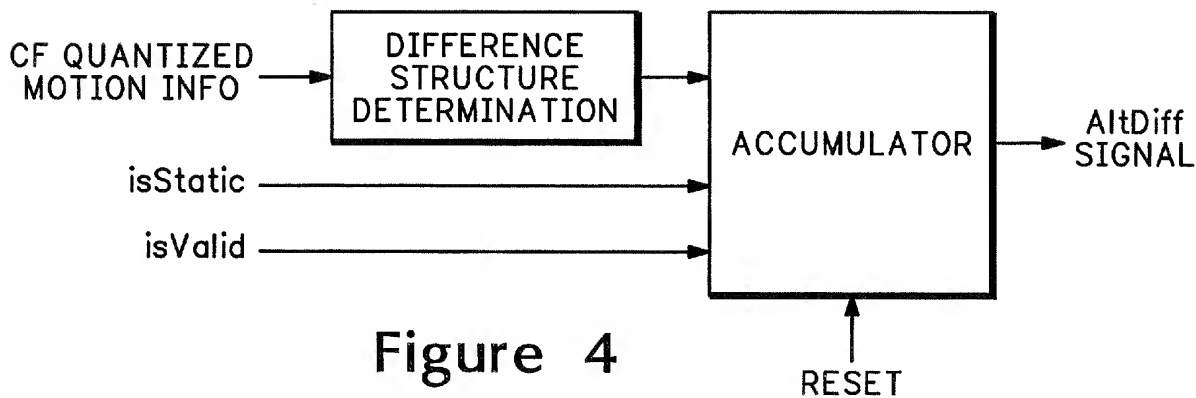 CF QUANTIZED
MOTION INFO
DIFFERENCE
STRUCTURE
DETERMINATION
isStatic
isValid
ACCUMULATOR
AltDiff
SIGNAL
RESET
Figure 4